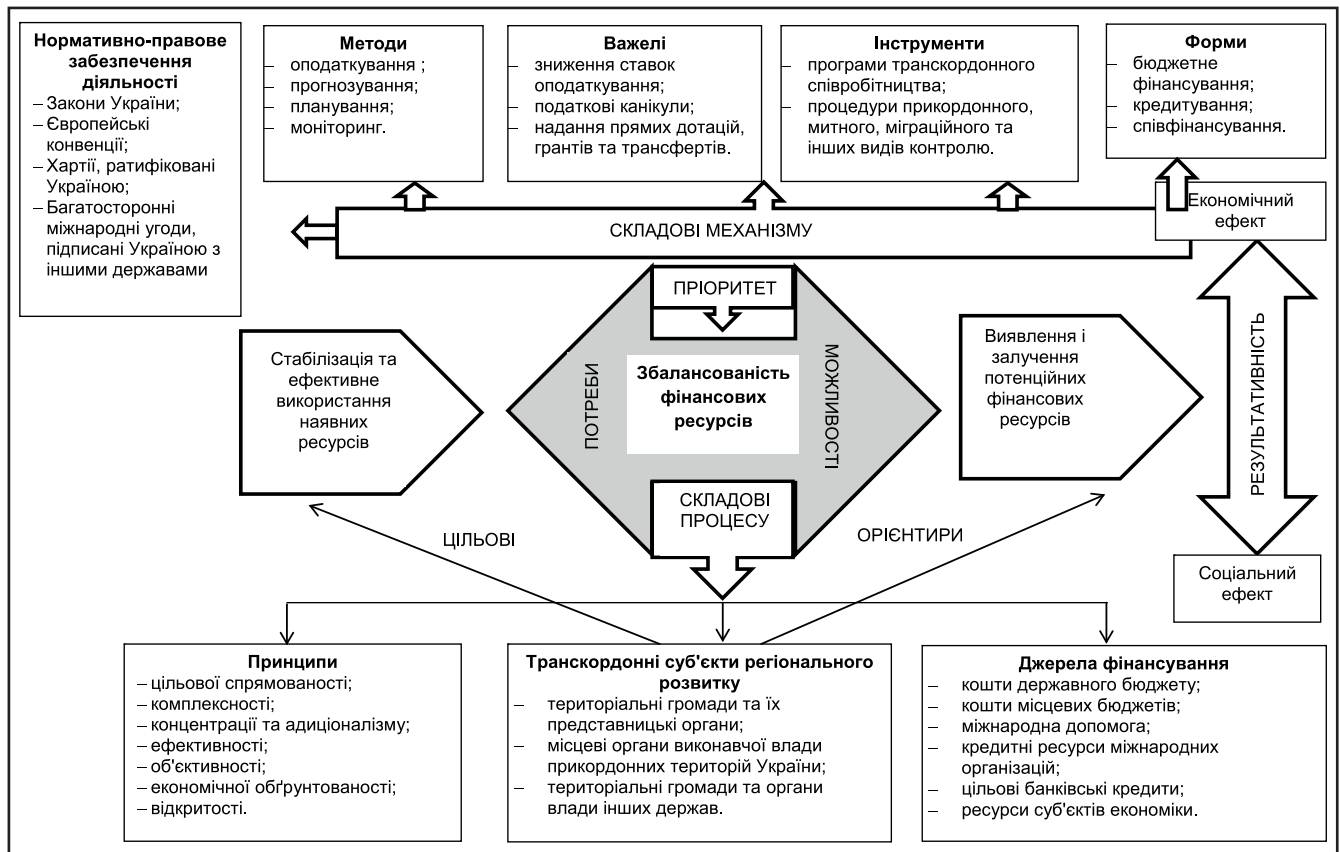 Нормативно-правове
забезпечення
діяльності
– Закони України;
– Європейські
конвенції;
– Хартії, ратифіковані
Україною;
– Багатосторонні
міжнародні угоди,
підписані Україною з
іншими державами
Методи
– оподаткування ;
– прогнозування;
– планування;
– моніторинг.
Важелі
– зниження ставок
оподаткування;
– податкові канікули;
– надання прямих дотацій,
грантів та трансфертів.
Інструменти
– програми транскордонного
співробітництва;
– процедури прикордонного,
митного, міграційного та
інших видів контролю.
Форми
– бюджетне
фінансування;
– кредитування;
– співфінансування.
СКЛАДОВІ МЕХАНІЗМУ
Економічний
ефект
ПРІОРИТЕТ
Стабілізація та
ефективне
використання
наявних
ресурсів
ПОТРЕБИ
Збалансованість
фінансових
ресурсів
МОЖЛИВОСТІ
Виявлення і
залучення
потенційних
фінансових
ресурсів
РЕЗУЛЬТАТИВНІСТЬ
СКЛАДОВІ
ПРОЦЕСУ
ЦІЛЬОВІ
ОРІЄНТИРИ
Соціальний
ефект
Принципи
– цільової спрямованості;
– комплексності;
– концентрації та адиціоналізму;
– ефективності;
– об'єктивності;
– економічної обґрунтованості;
– відкритості.
Транскордонні суб'єкти регіонального
розвитку
– територіальні громади та їх
представницькі органи;
– місцеві органи виконавчої влади
прикордонних територій України;
– територіальні громади та органи
влади інших держав.
Джерела фінансування
– кошти державного бюджету;
– кошти місцевих бюджетів;
– міжнародна допомога;
– кредитні ресурси міжнародних
організацій;
– цільові банківські кредити;
– ресурси суб'єктів економіки.